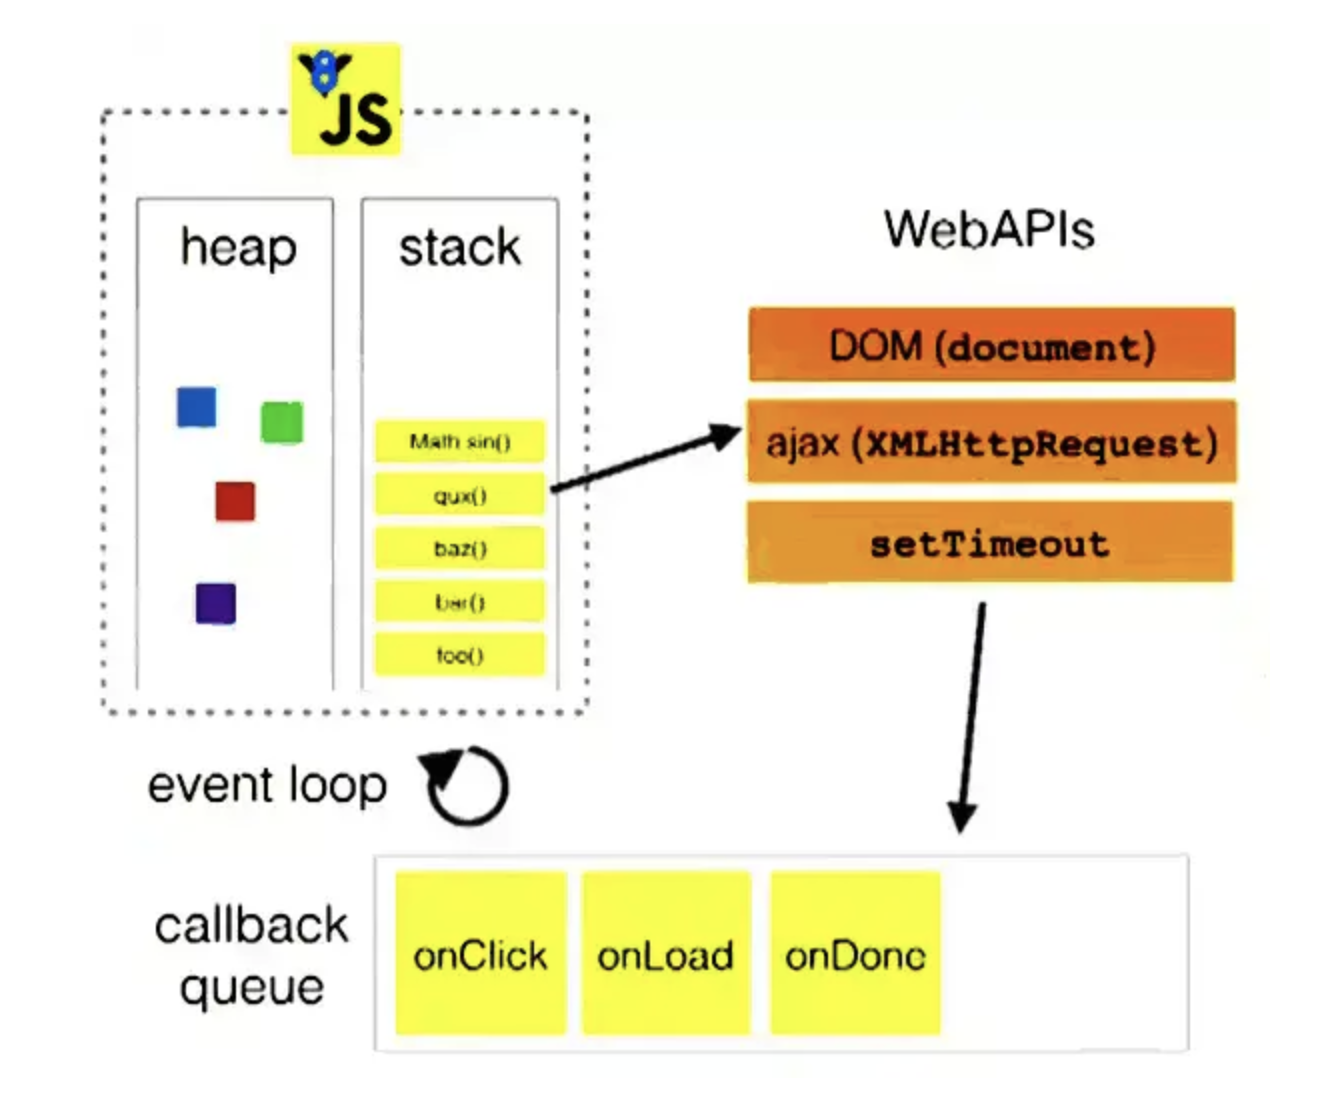 8
JS
heap
stack
Math sin()
qux()
baz()
bar()
foo()
WebAPIs
DOM (document)
ajax (XMLHttpRequest)
setTimeout
event loop
callback
queue
onClick
onLoad
onDone